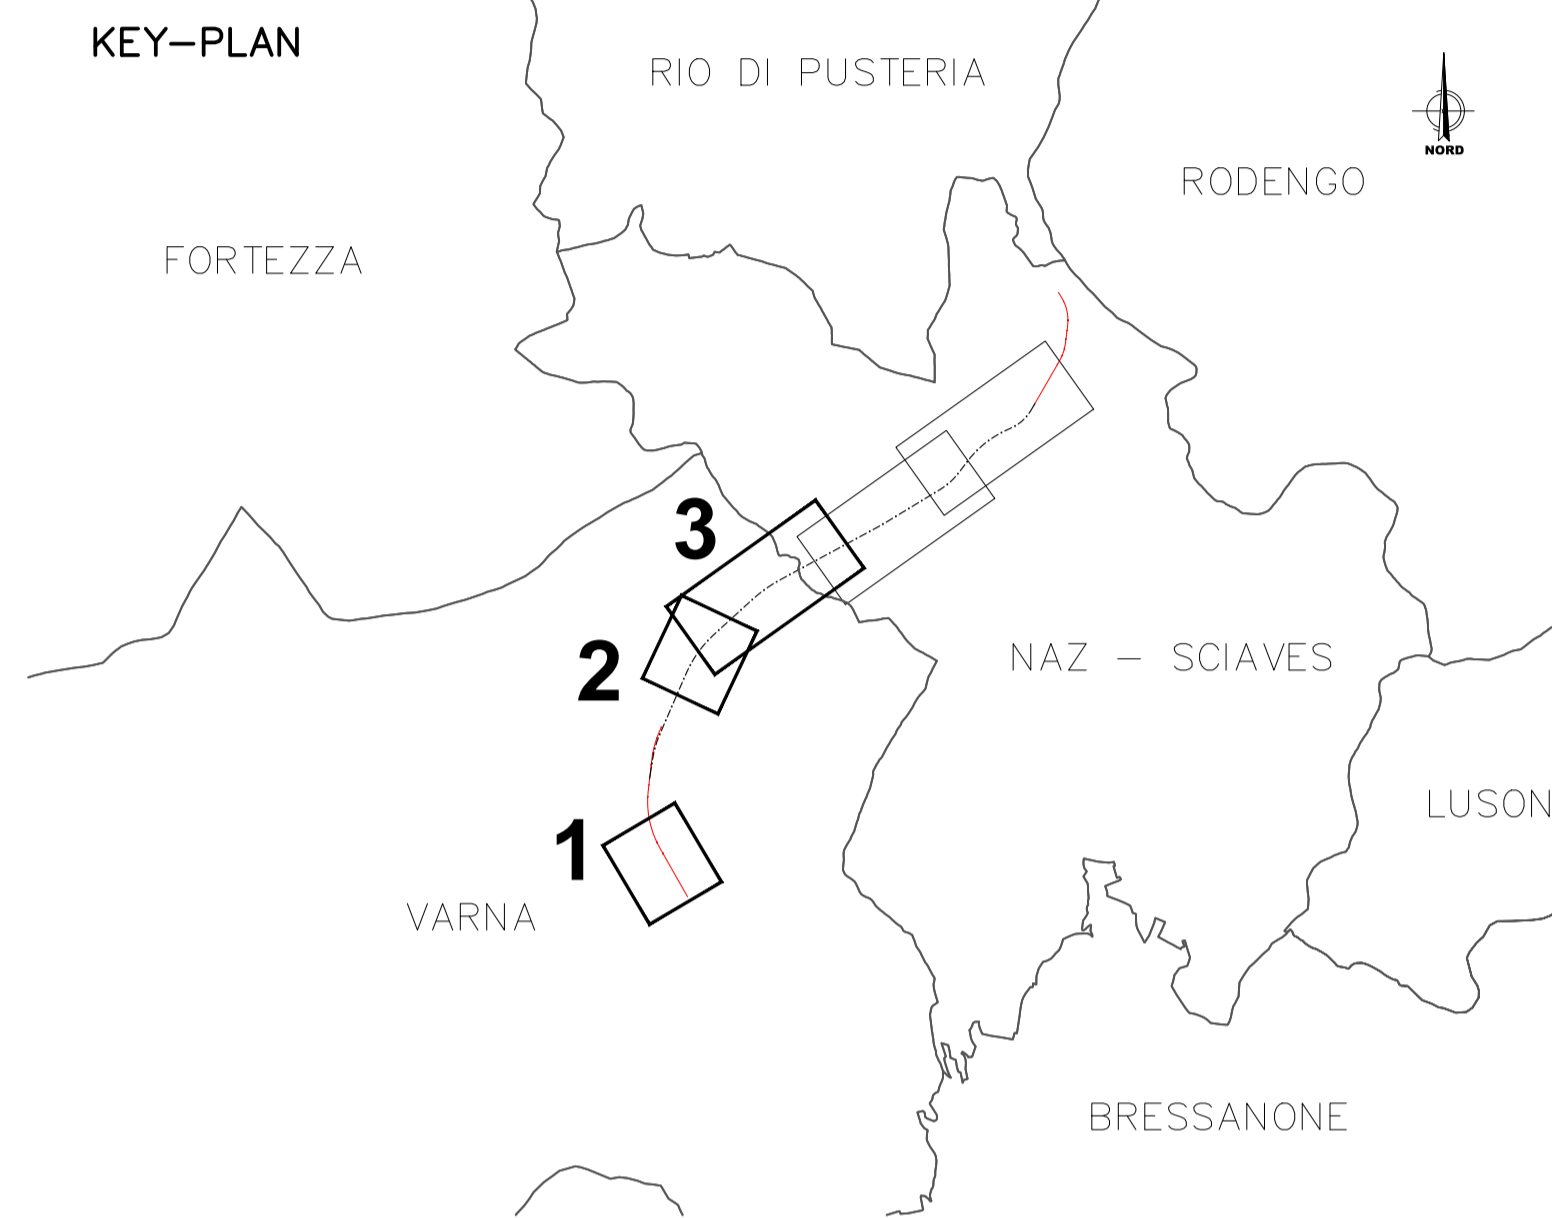 KEY-PLAN
RIO DI PUSTERIA
NORD
RODENGO
FORTEZZA
3
2
NAZ - SCIAVES
1
LUSON
VARNA
BRESSANONE